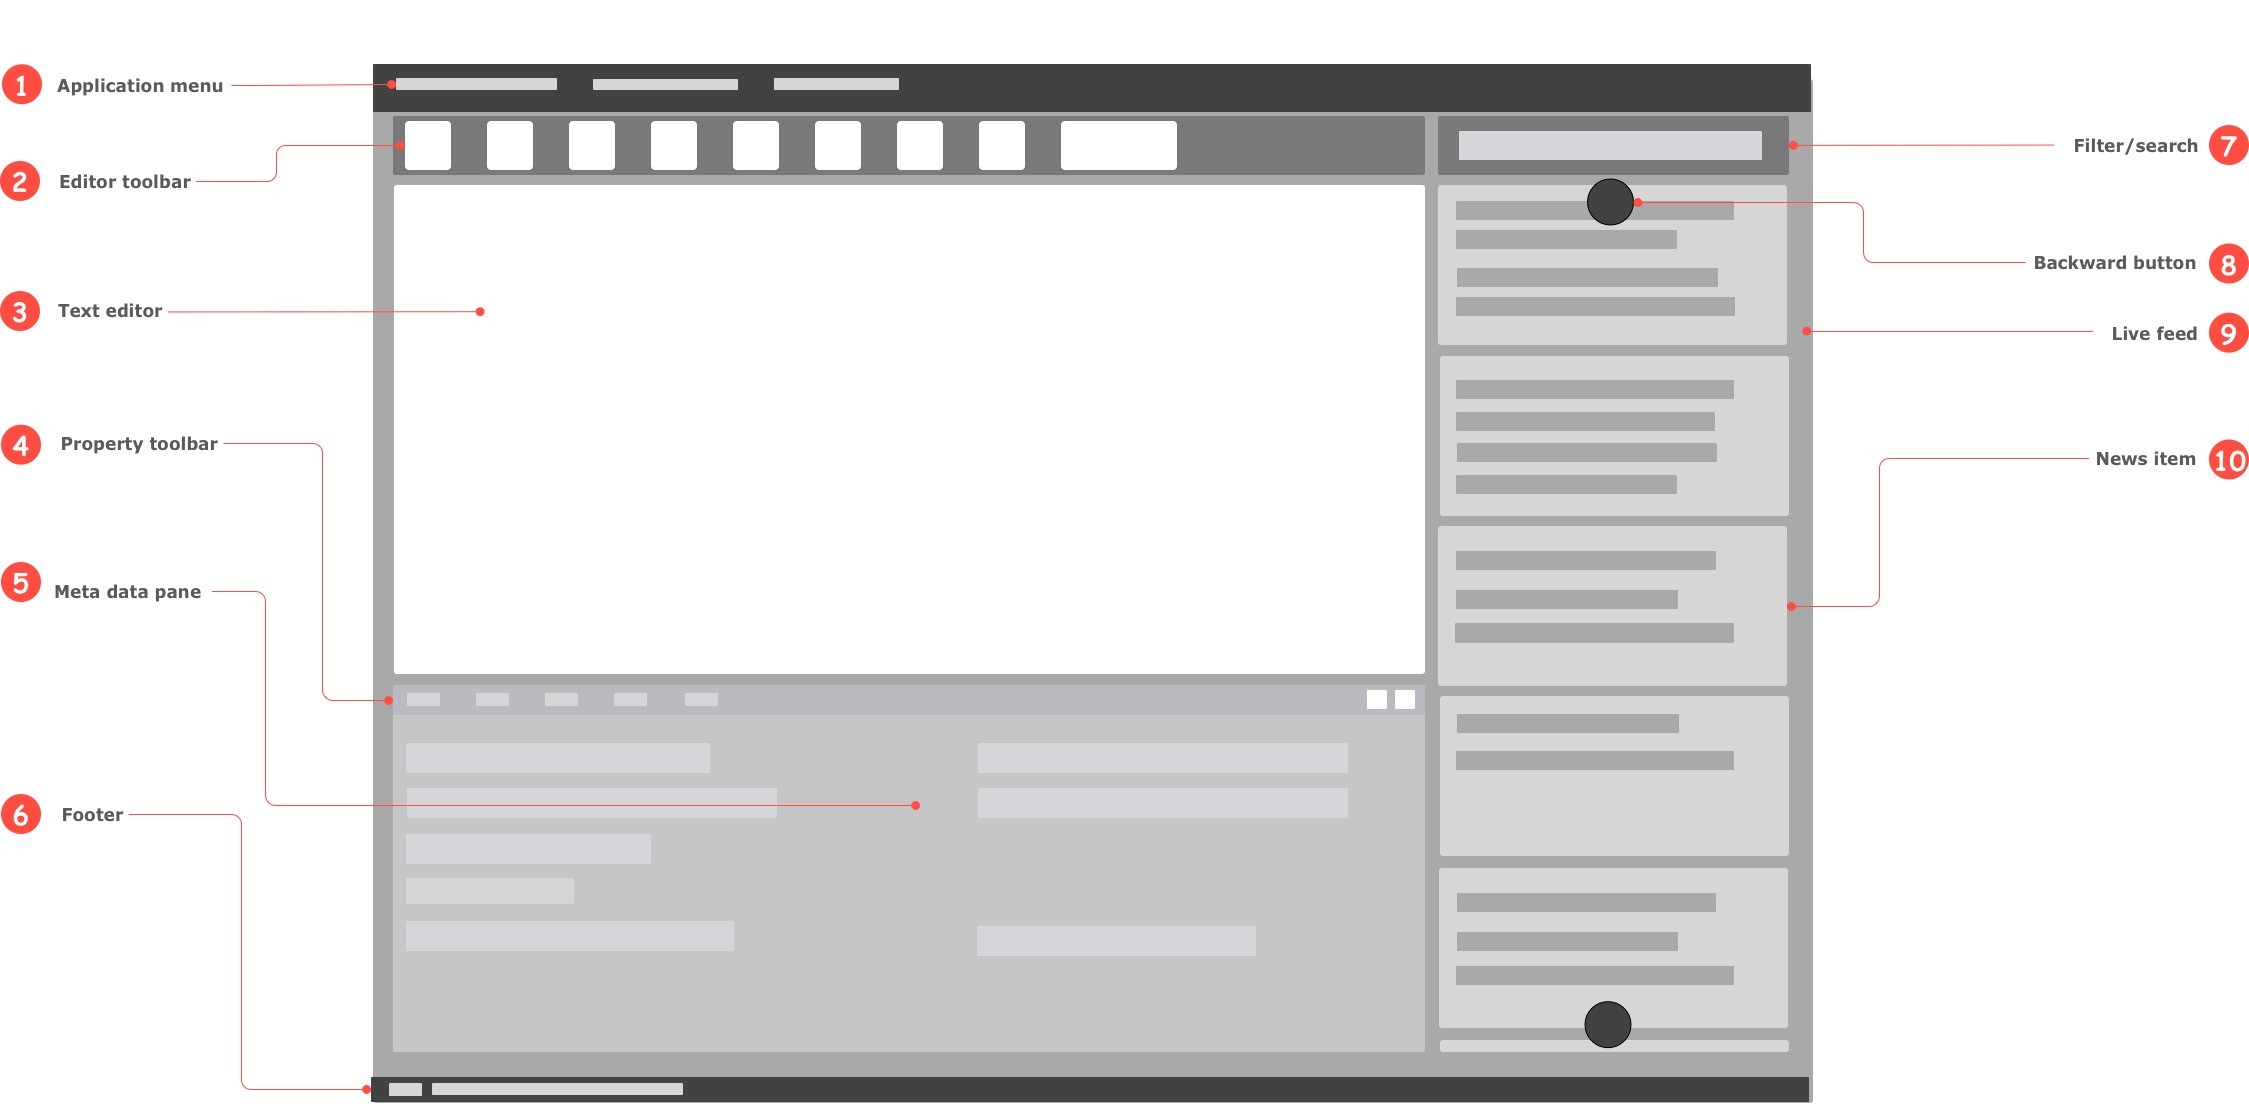 1 Application menu
2 Editor toolbar
3 Text editor
4 Property toolbar
5 Meta data pane
6 Footer
Filter/search 7
Backward button 8
Live feed 9
News item 10